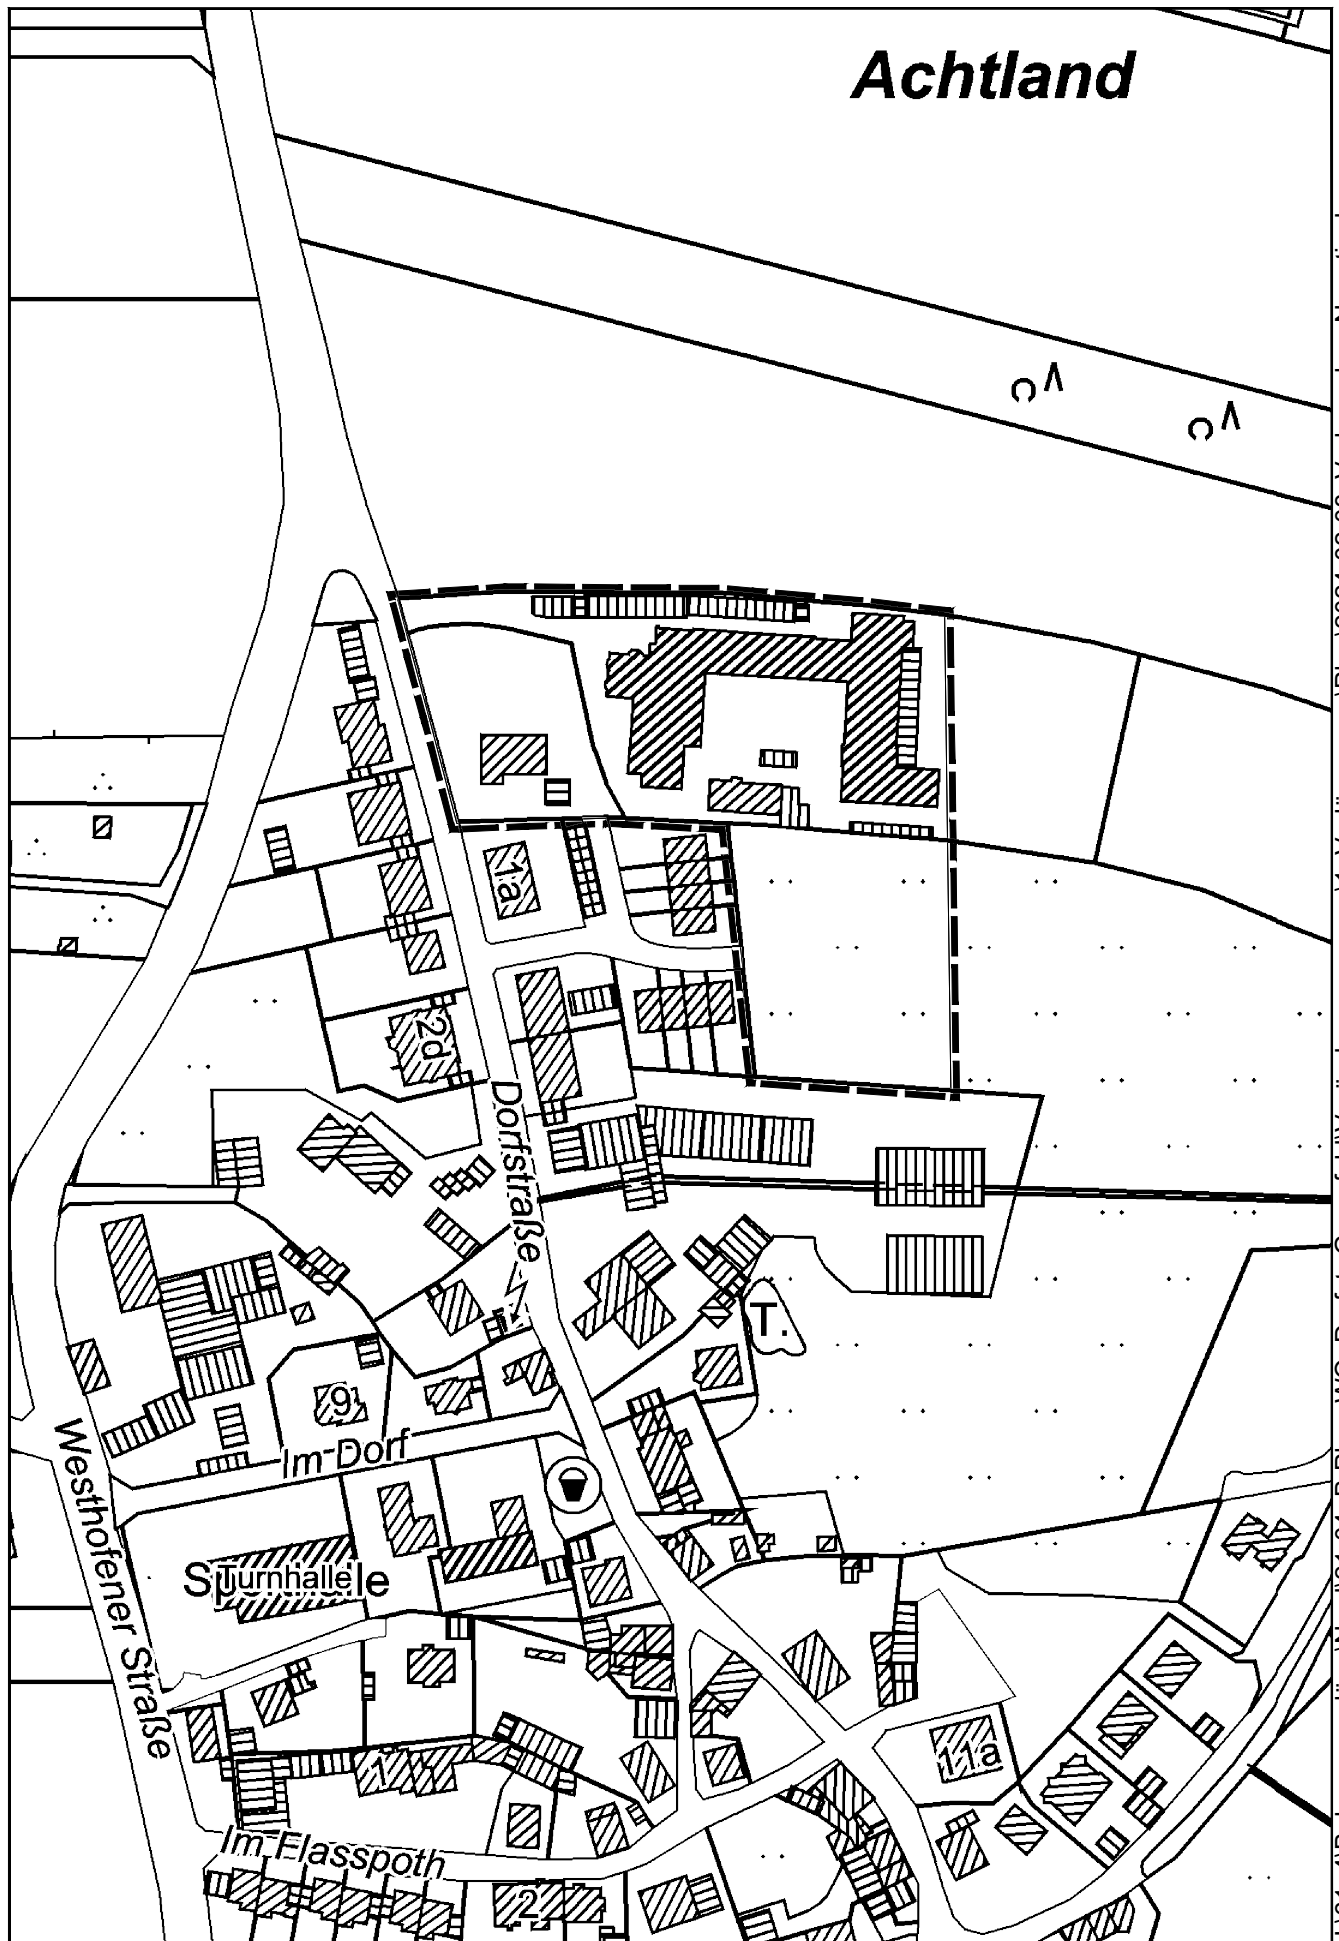 Achtland
1a
2d
Dorfstraße
T.
9
Im Dorf
Westhofener Straße
Turnhalle
11a
1
Im Flasspoth
2